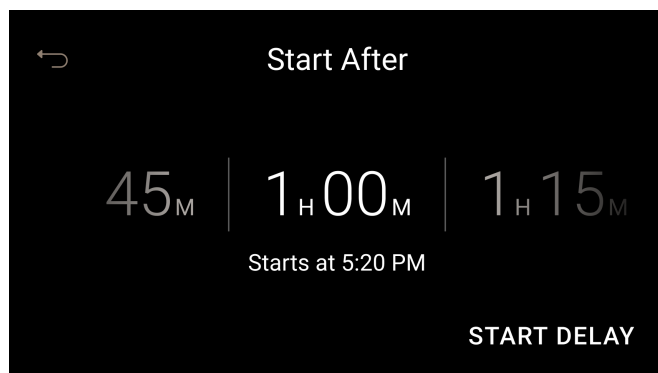 Start After
45M 1H00M 1H15M
Starts at 5:20 PM
START DELAY